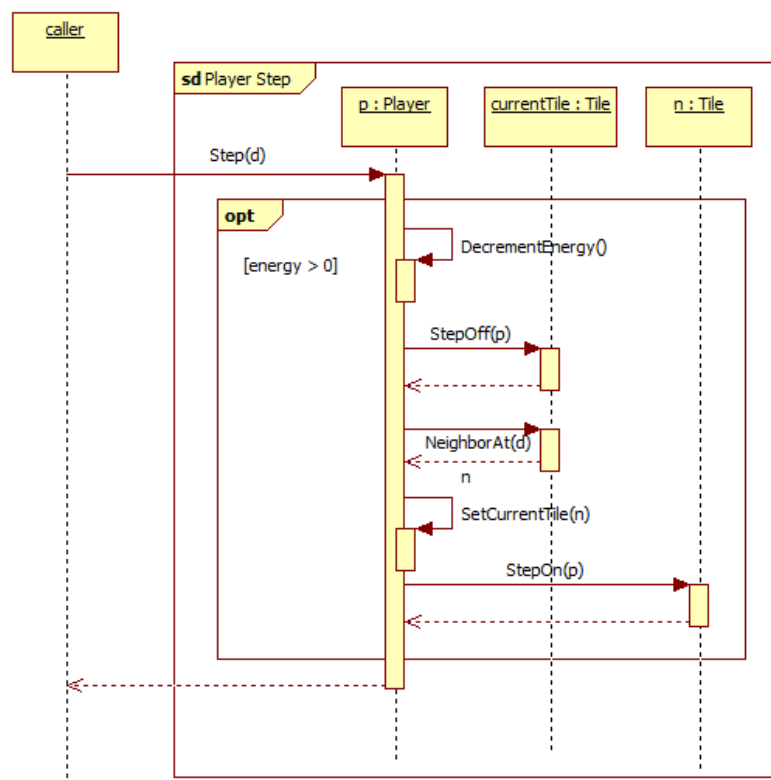 caller
sd Player Step
p : Player
currentTile : Tile
n : Tile
Step(d)
opt
[energy > 0]
DecrementEnergy()
StepOff(p)
NeighborAt(d)
n
SetCurrentTile(n)
StepOn(p)